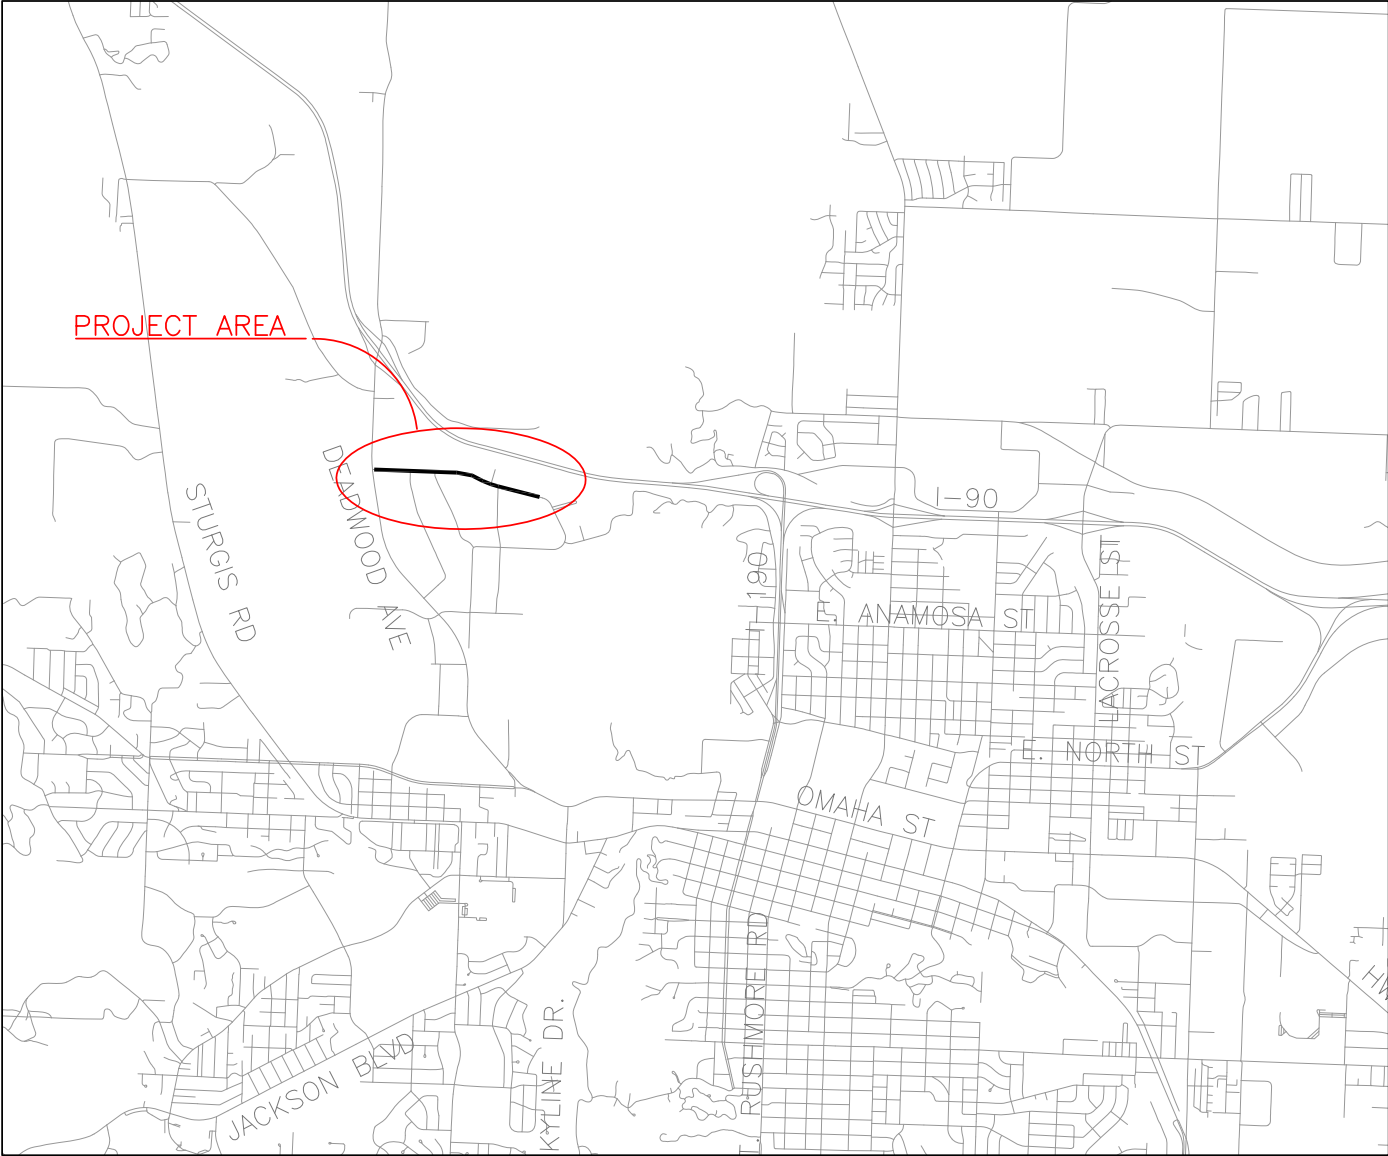 PROJECT AREA
DEADWOOD AVE
STURGIS RD
I-90
I-190
LACROSSE ST
E. ANAMOSA ST
E. NORTH ST
OMAHA ST
RUSHMORE RD
KYLINE DR.
JACKSON BLVD